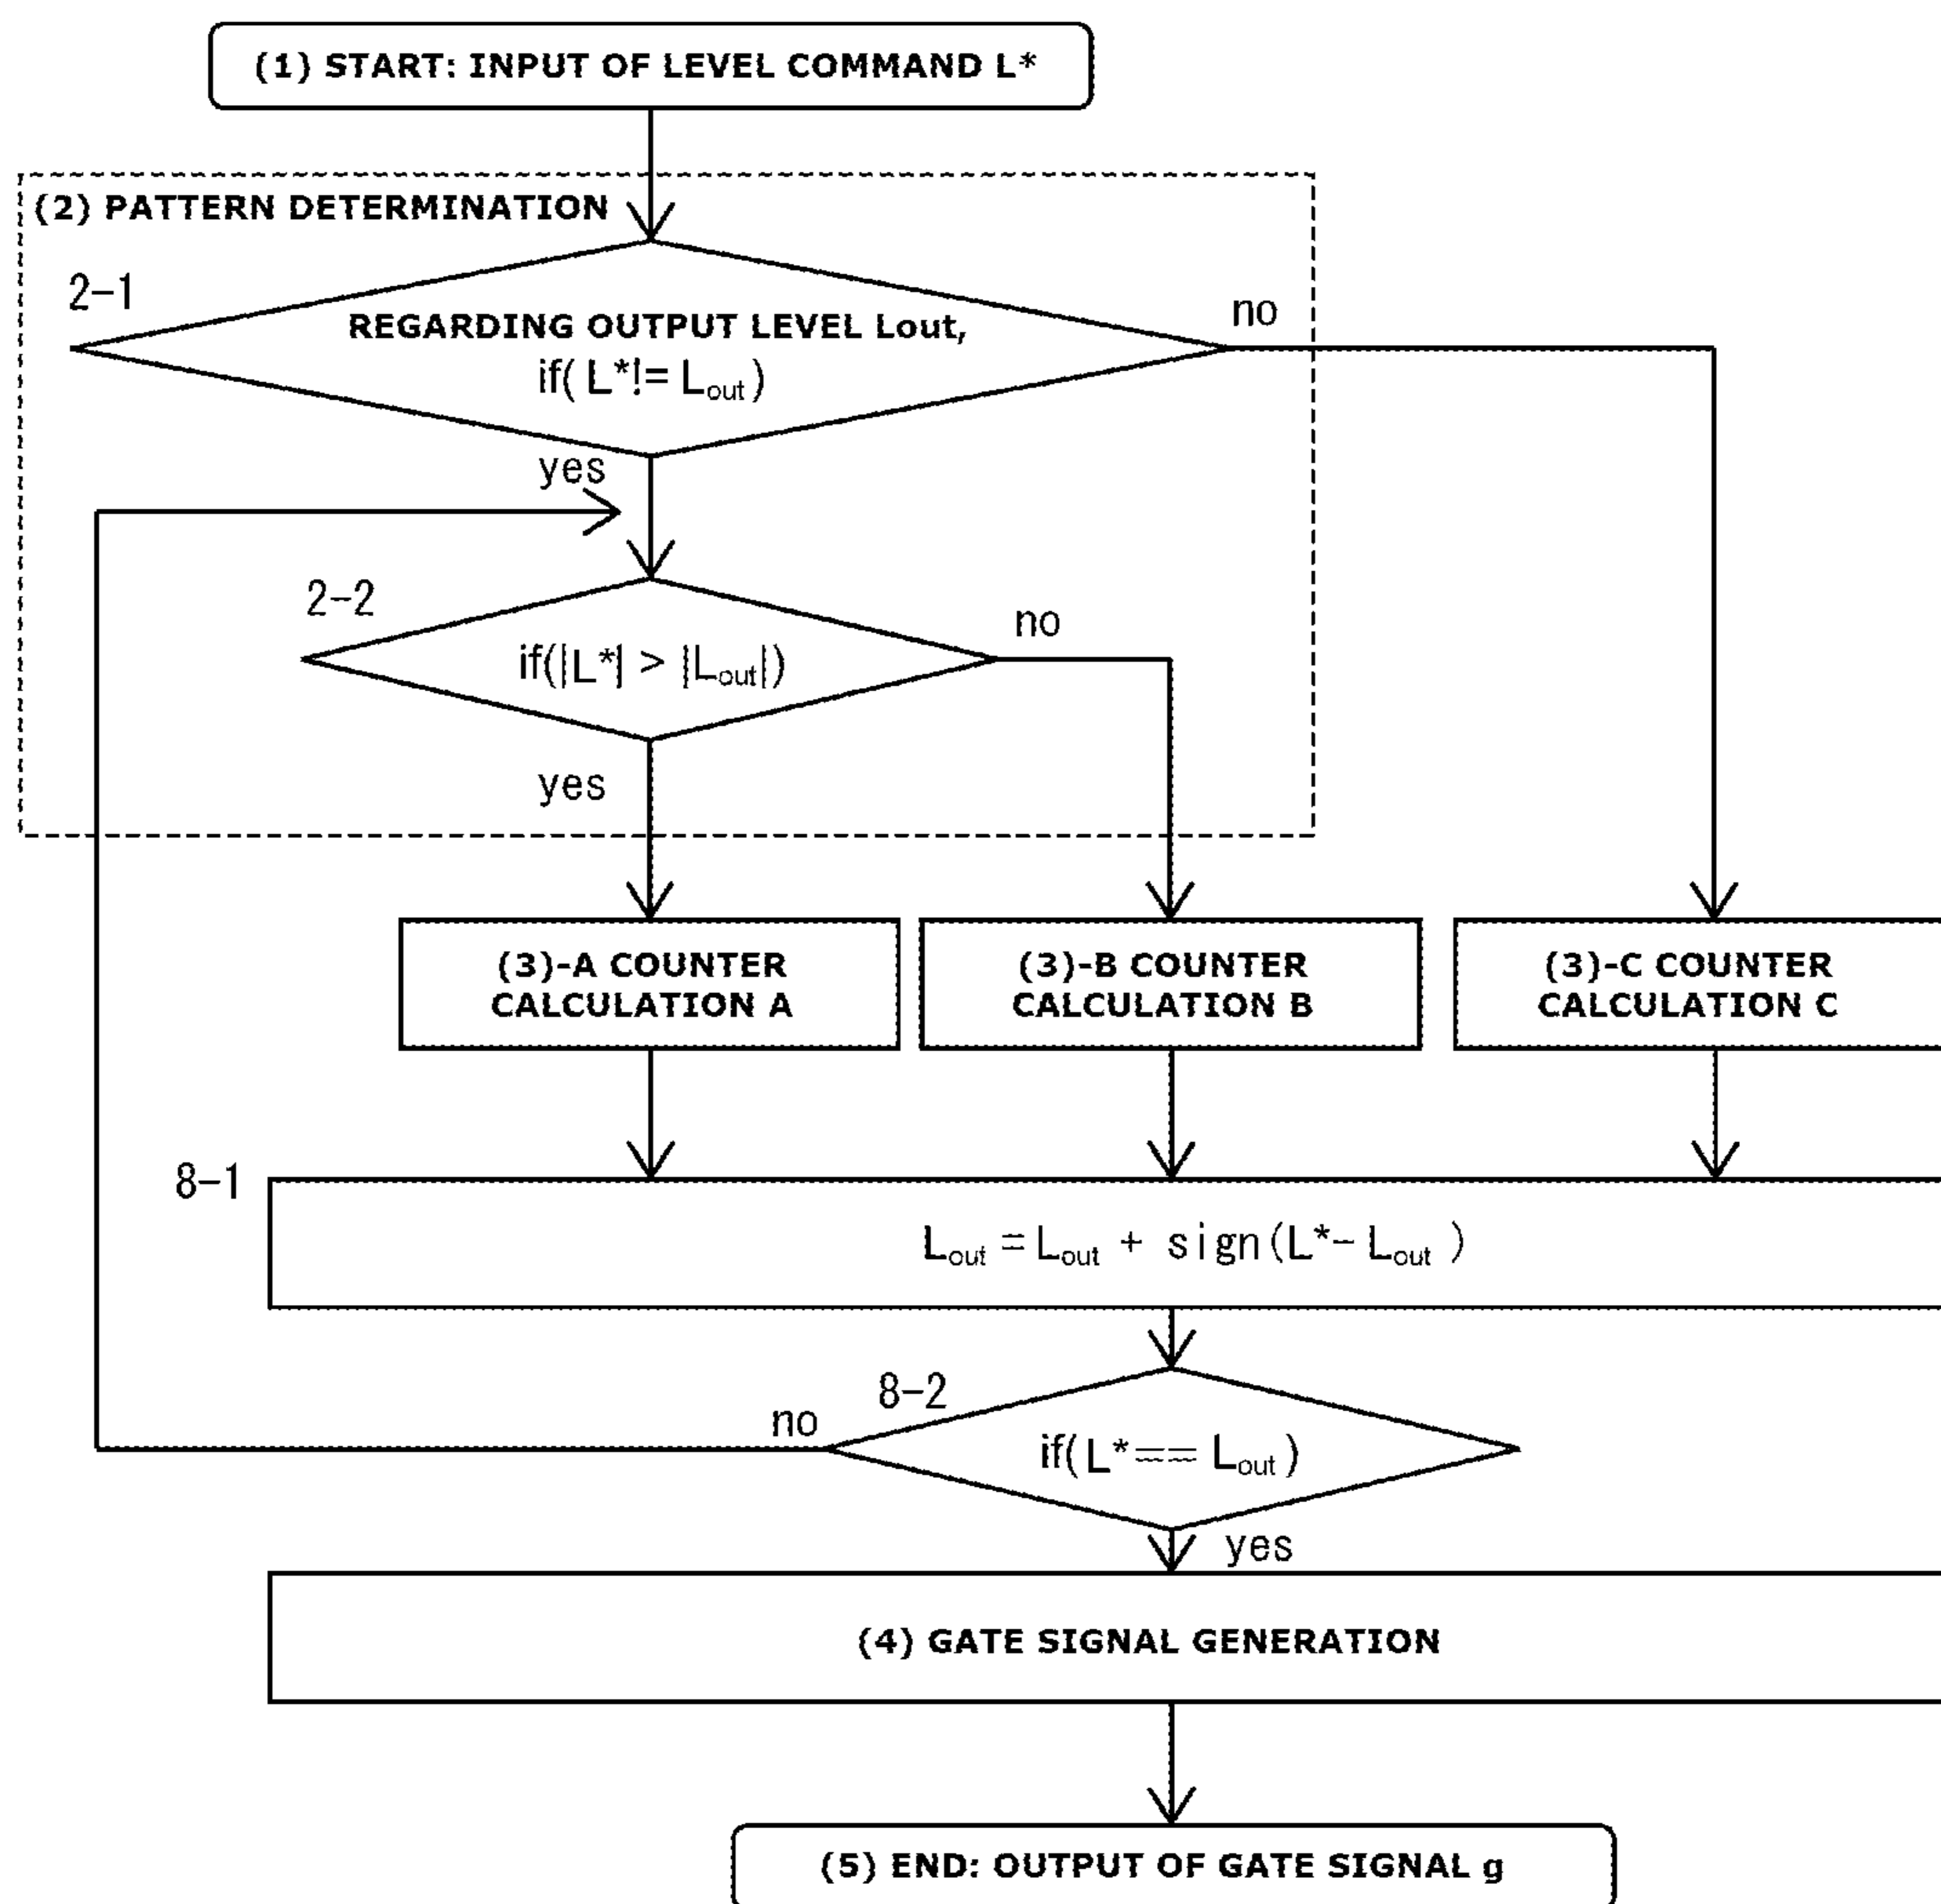 (1) START: INPUT OF LEVEL COMMAND L*
(2) PATTERN DETERMINATION
2-1
REGARDING OUTPUT LEVEL Lout,
if( L*!= Lout)
no
yes
2-2
if(|L*| > |Lout|)
no
yes
(3)-A COUNTER
CALCULATION A
(3)-B COUNTER
CALCULATION B
(3)-C COUNTER
CALCULATION C
8-1
Lout = Lout + sign(L*- Lout )
8-2
no
if( L*== Lout )
yes
(4) GATE SIGNAL GENERATION
(5) END: OUTPUT OF GATE SIGNAL g